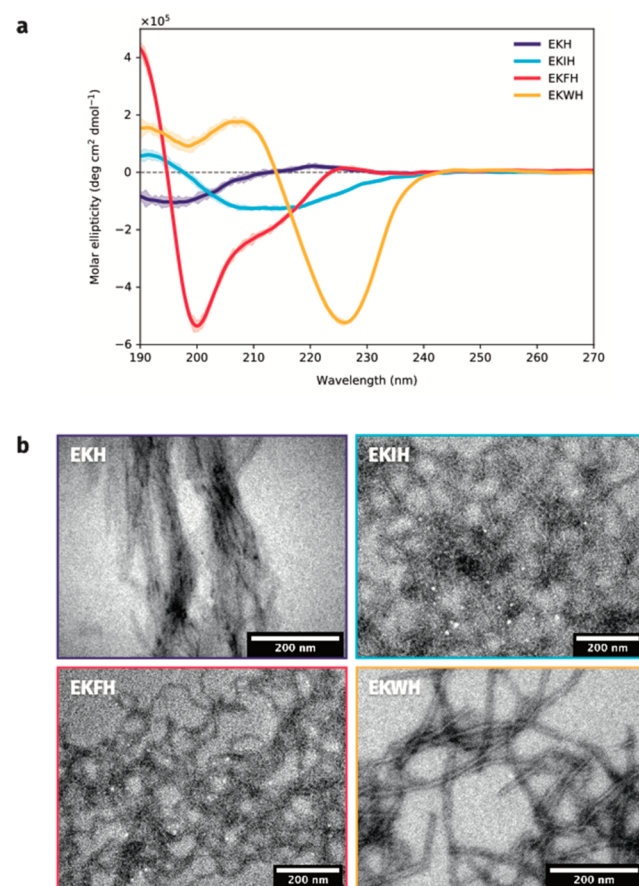 a
×10⁵
EKH
EKIH
EKFH
EKWH
4
2
0
−2
−4
−6
Molar ellipticity (deg cm² dmol⁻¹)
190 200 210 220 230 240 250 260 270
Wavelength (nm)
b
EKH
200 nm
EKIH
200 nm
EKFH
200 nm
EKWH
200 nm